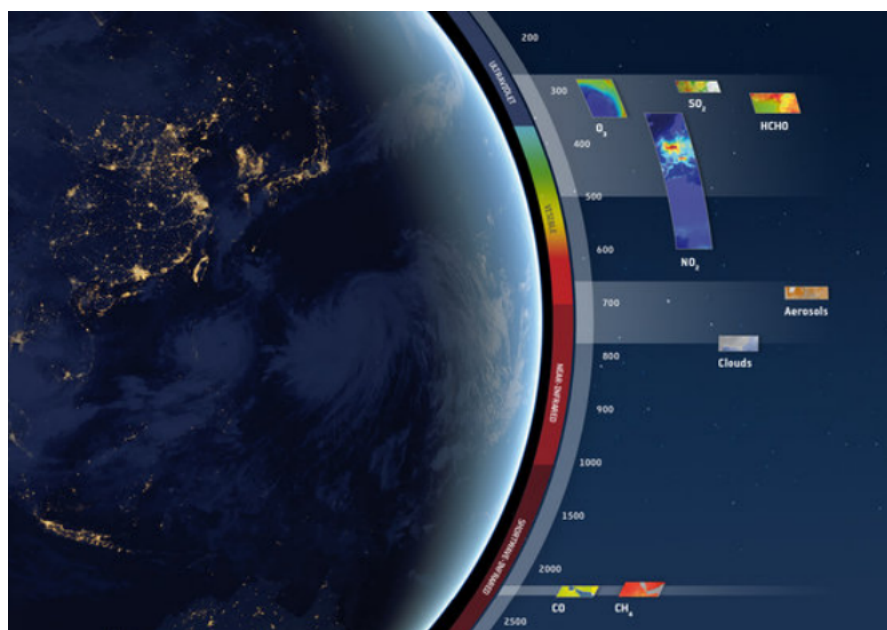 200
ULTRAVIOLET
300
SO2
O3
HCHO
400
500
VISIBLE
600
NO2
700
Aerosols
800
Clouds
NEAR-INFRARED
900
1000
1500
SHORTWAVE-INFRARED
2000
CO
CH4
2500